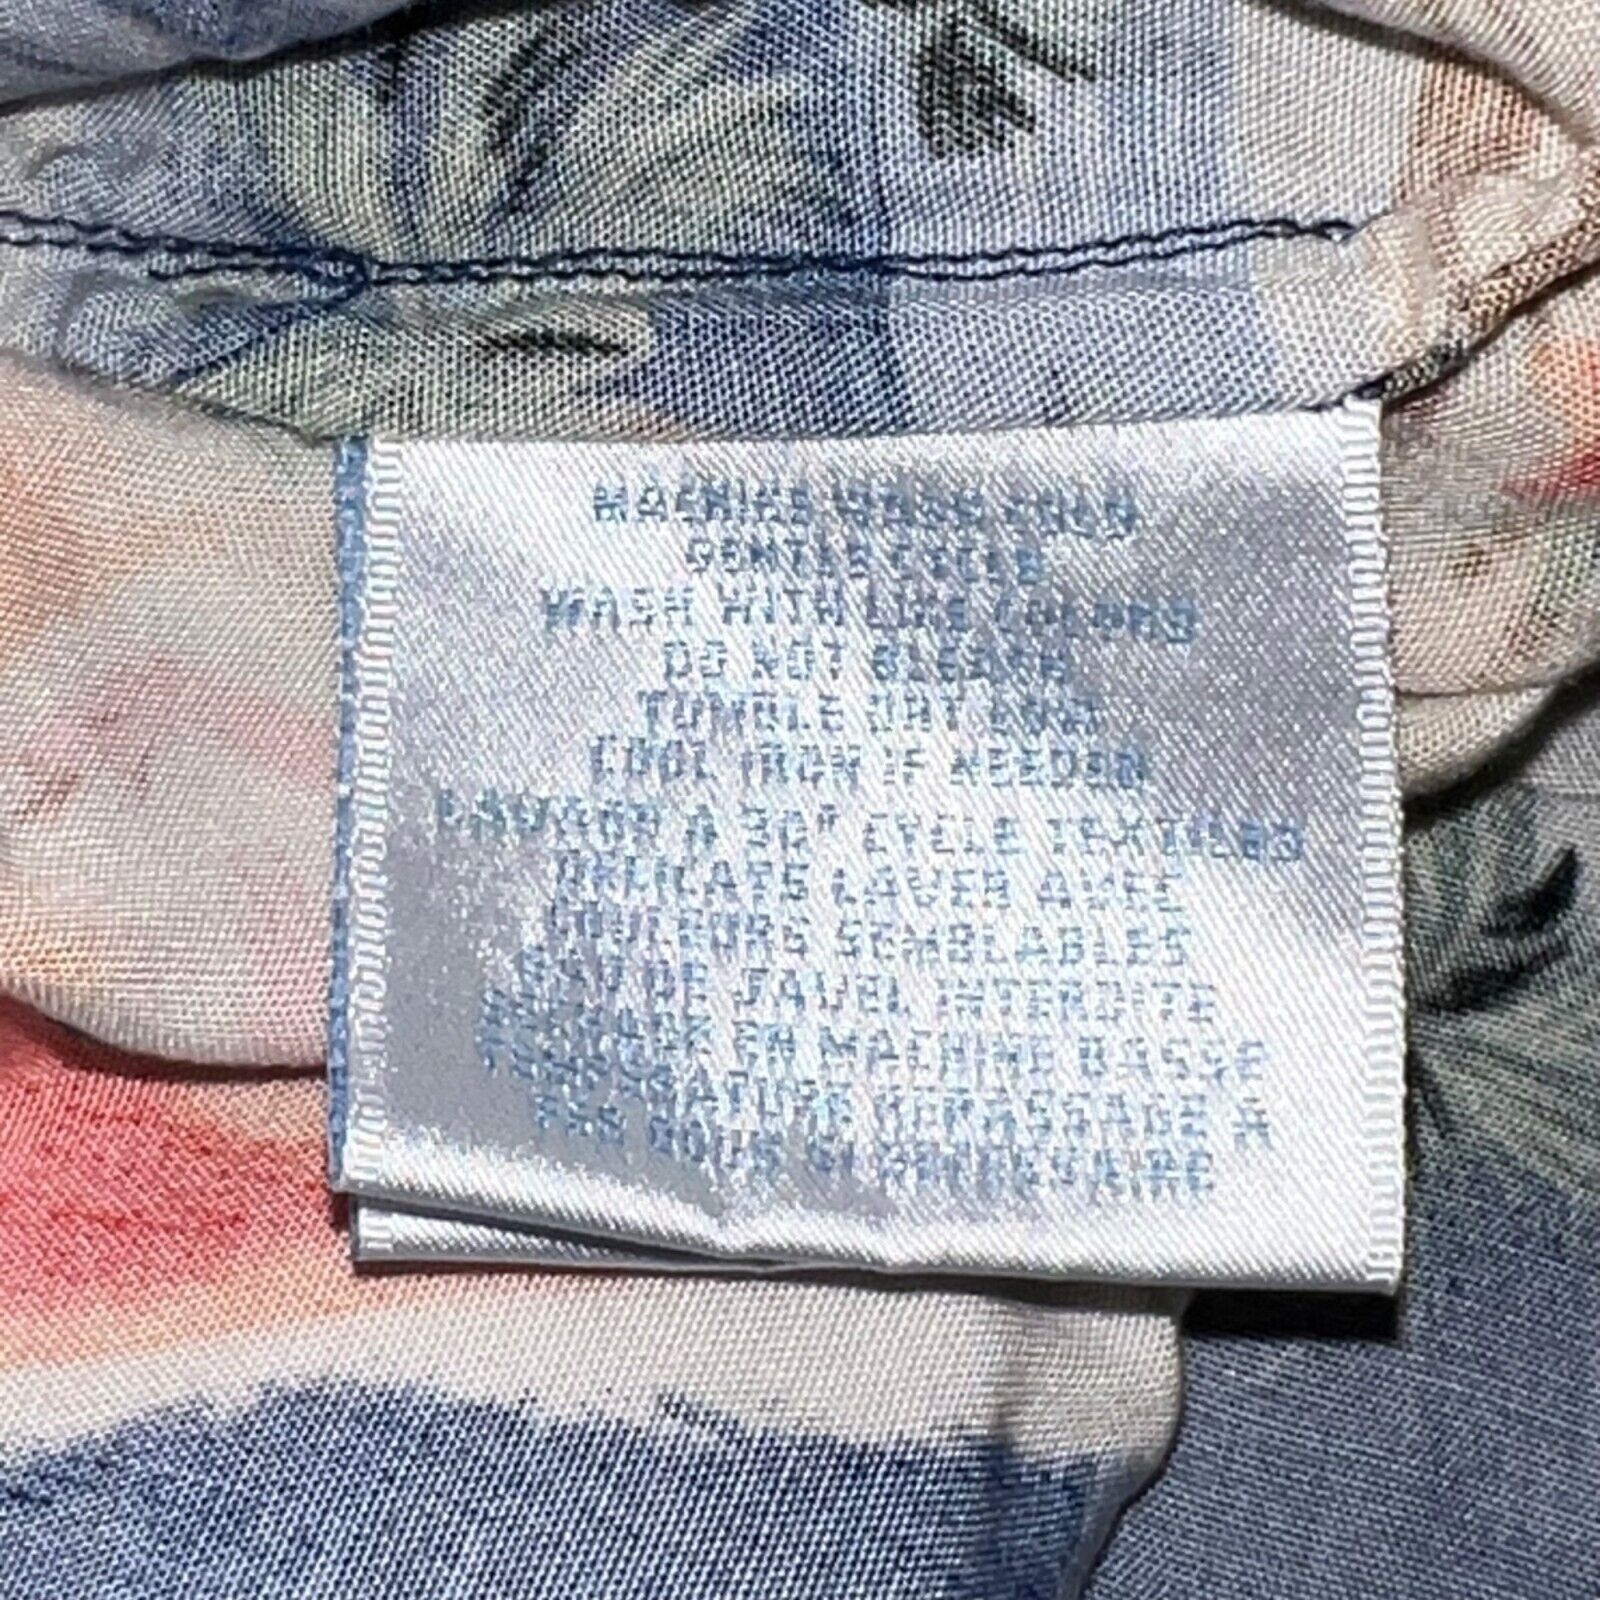 MACHINE WASH COLD
GENTLE CYCLE
WASH WITH LIKE COLORS
DO NOT BLEACH
TUMBLE DRY LOW
COOL IRON IF NEEDED
LAVAGE A 30° CYCLE TEXTILES
DELICATS LAVER AVEC
COULEURS SEMBLABLES
EAU DE JAVEL INTERDITE
EN MACHINE BASSE
TEMPERATURE REPASSAGE A
FER DOUX SI NECESSAIRE